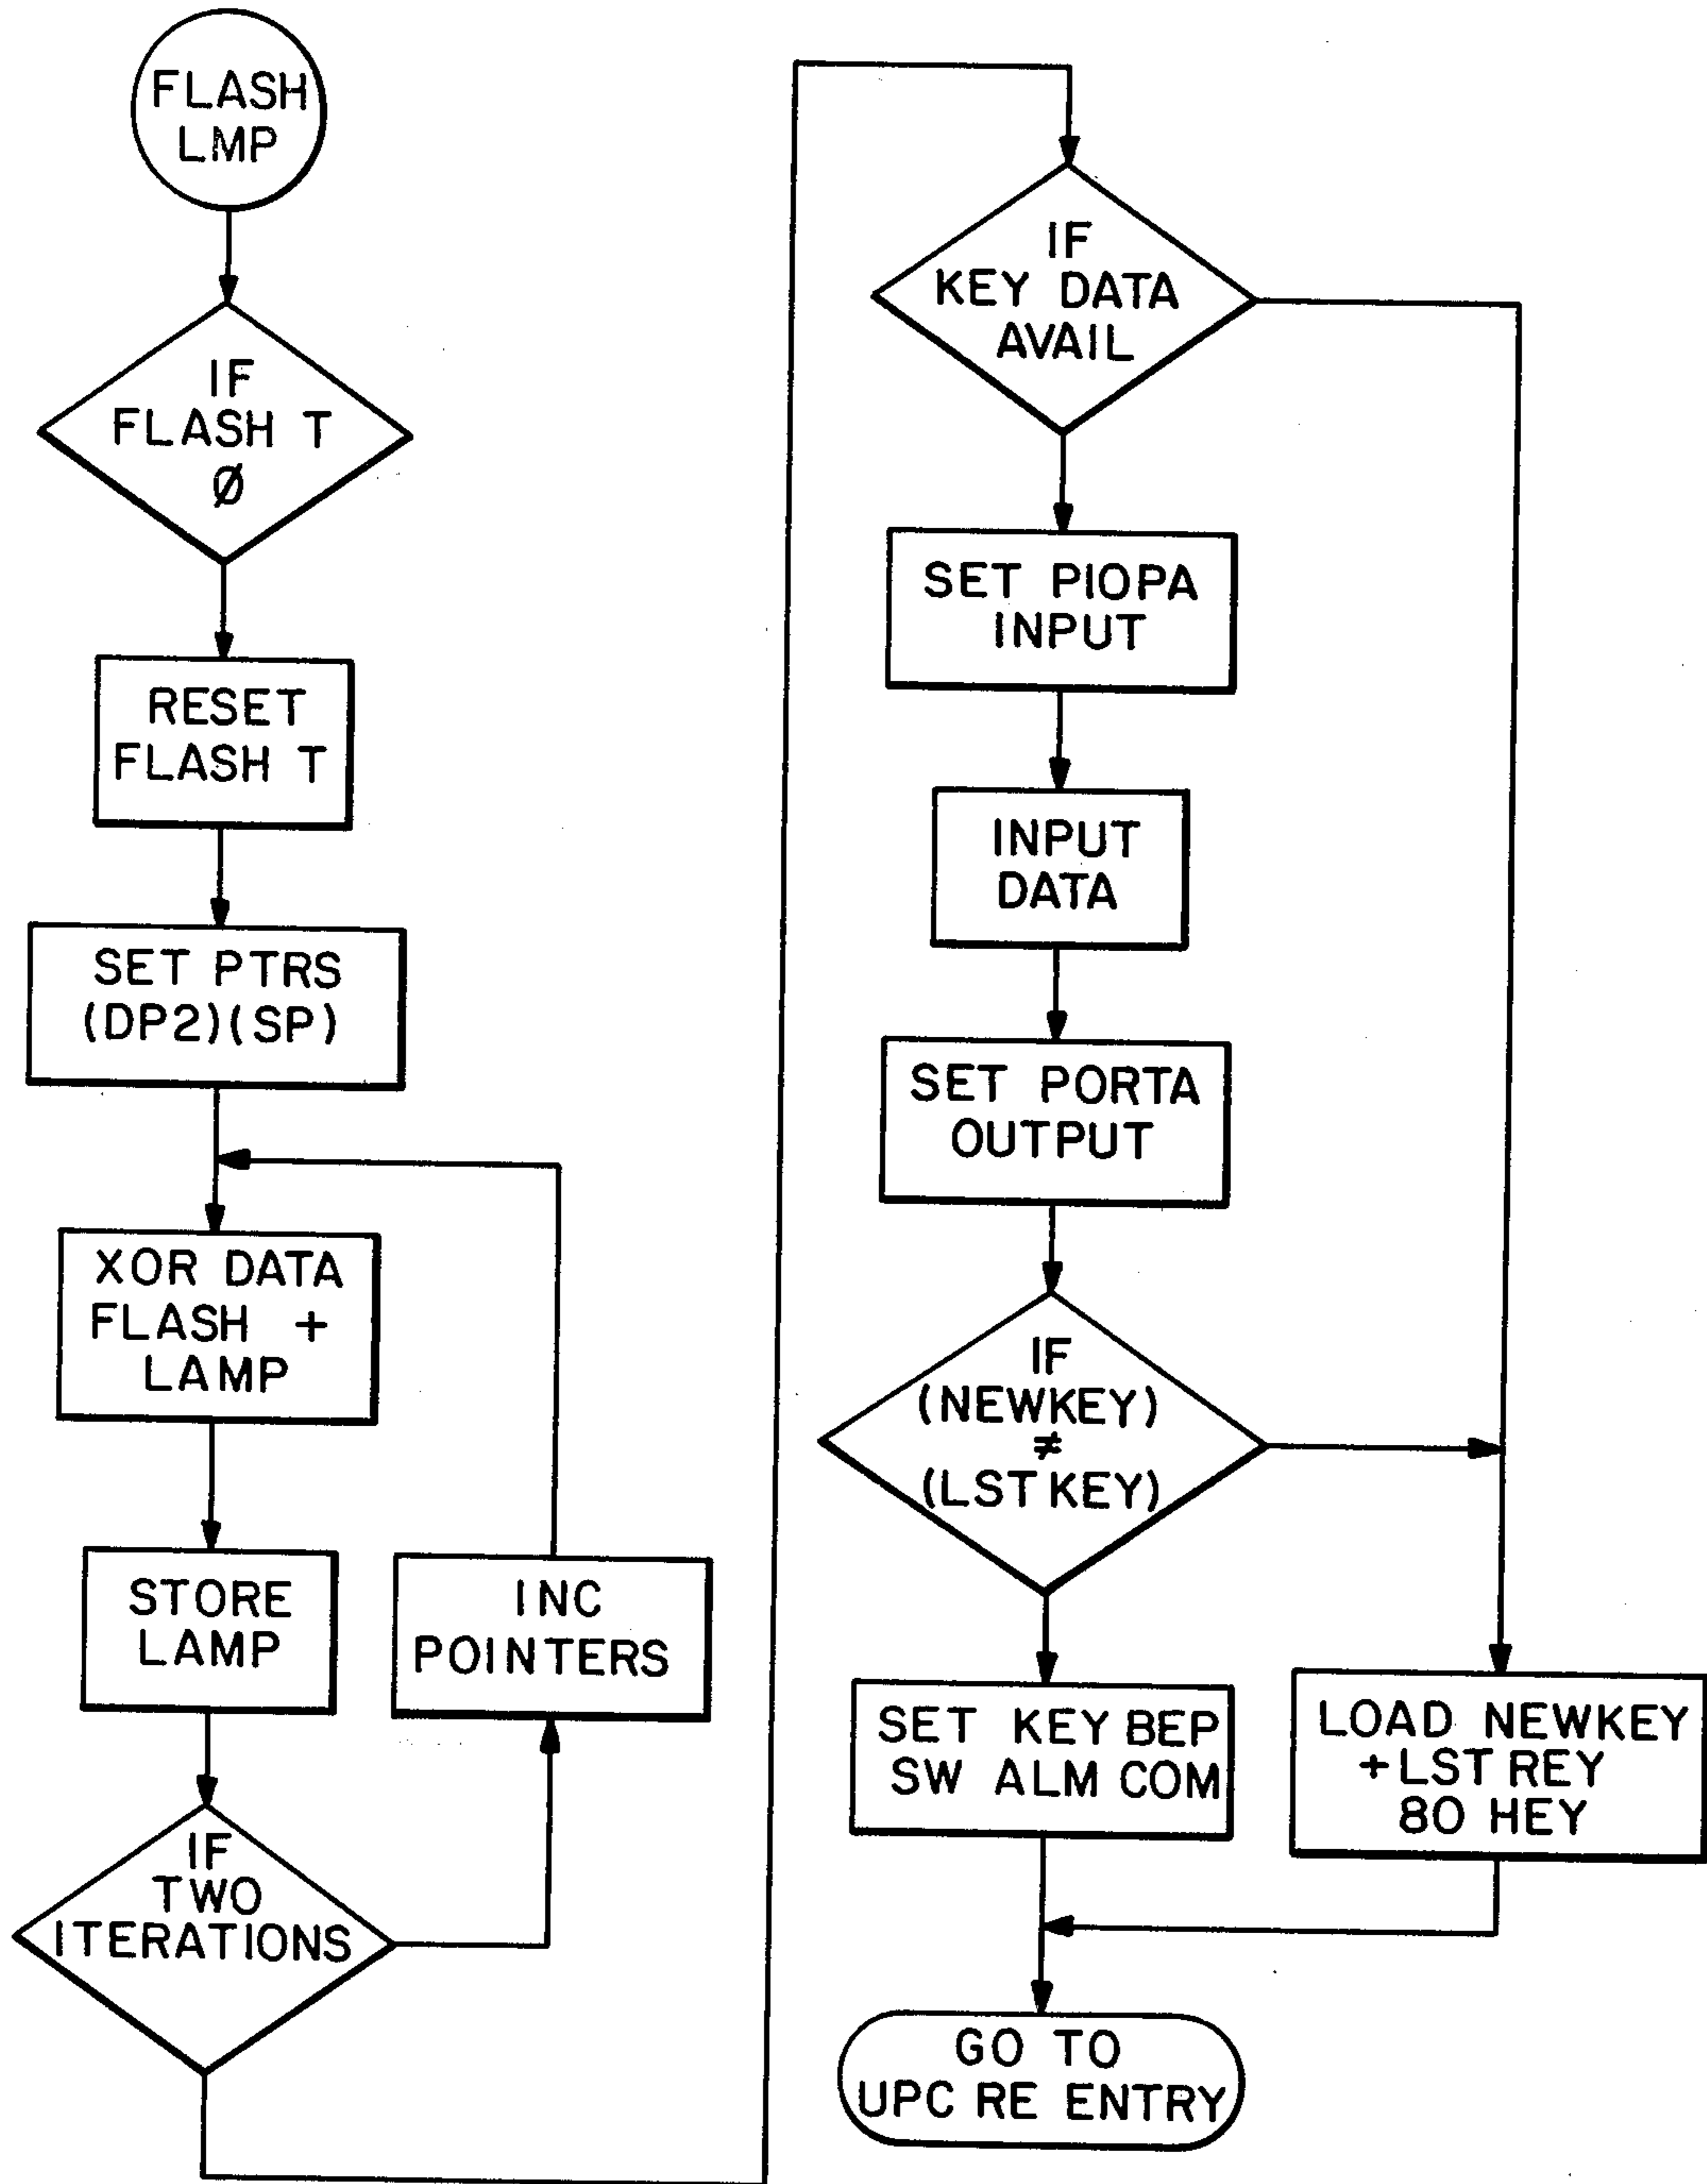 FLASH
LMP
IF
FLASH T
Ø
RESET
FLASH T
SET PTRS
(DP2)(SP)
XOR DATA
FLASH +
LAMP
STORE
LAMP
INC
POINTERS
IF
TWO
ITERATIONS
IF
KEY DATA
AVAIL
SET PIOPA
INPUT
INPUT
DATA
SET PORTA
OUTPUT
IF
(NEWKEY)
≠
(LST KEY)
SET KEY BEP
SW ALM COM
LOAD NEWKEY
+LST REY
80 HEY
GO TO
UPC RE ENTRY